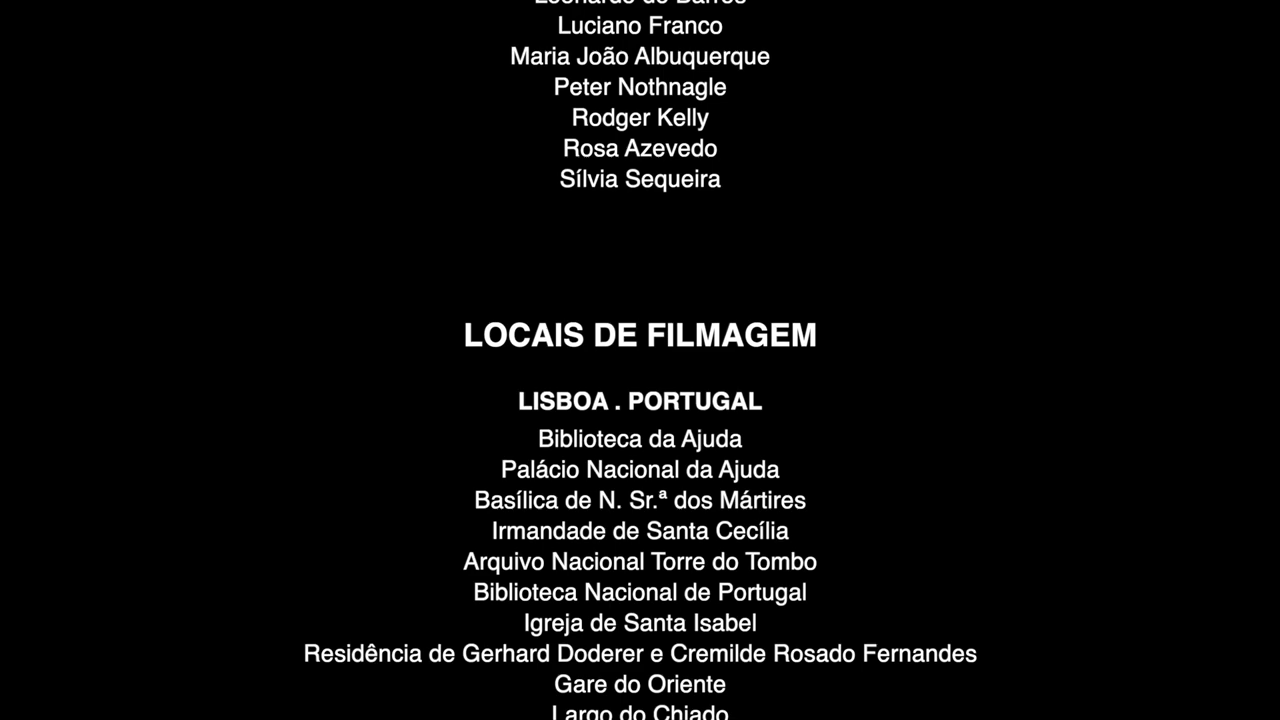 Leonardo de Barros
Luciano Franco
Maria João Albuquerque
Peter Nothnagle
Rodger Kelly
Rosa Azevedo
Sílvia Sequeira
LOCAIS DE FILMAGEM
LISBOA . PORTUGAL
Biblioteca da Ajuda
Palácio Nacional da Ajuda
Basílica de N. Sr.ª dos Mártires
Irmandade de Santa Cecília
Arquivo Nacional Torre do Tombo
Biblioteca Nacional de Portugal
Igreja de Santa Isabel
Residência de Gerhard Doderer e Cremilde Rosado Fernandes
Gare do Oriente
Largo do Chiado